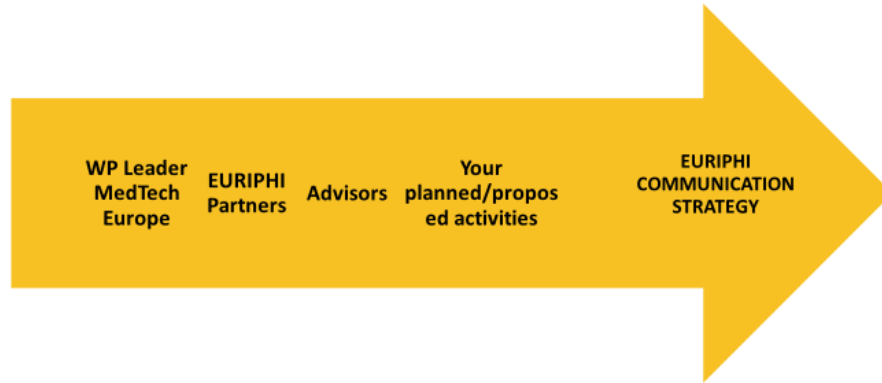 WP Leader
MedTech
Europe
EURIPHI
Partners
Advisors
Your
planned/propos
ed activities
EURIPHI
COMMUNICATION
STRATEGY